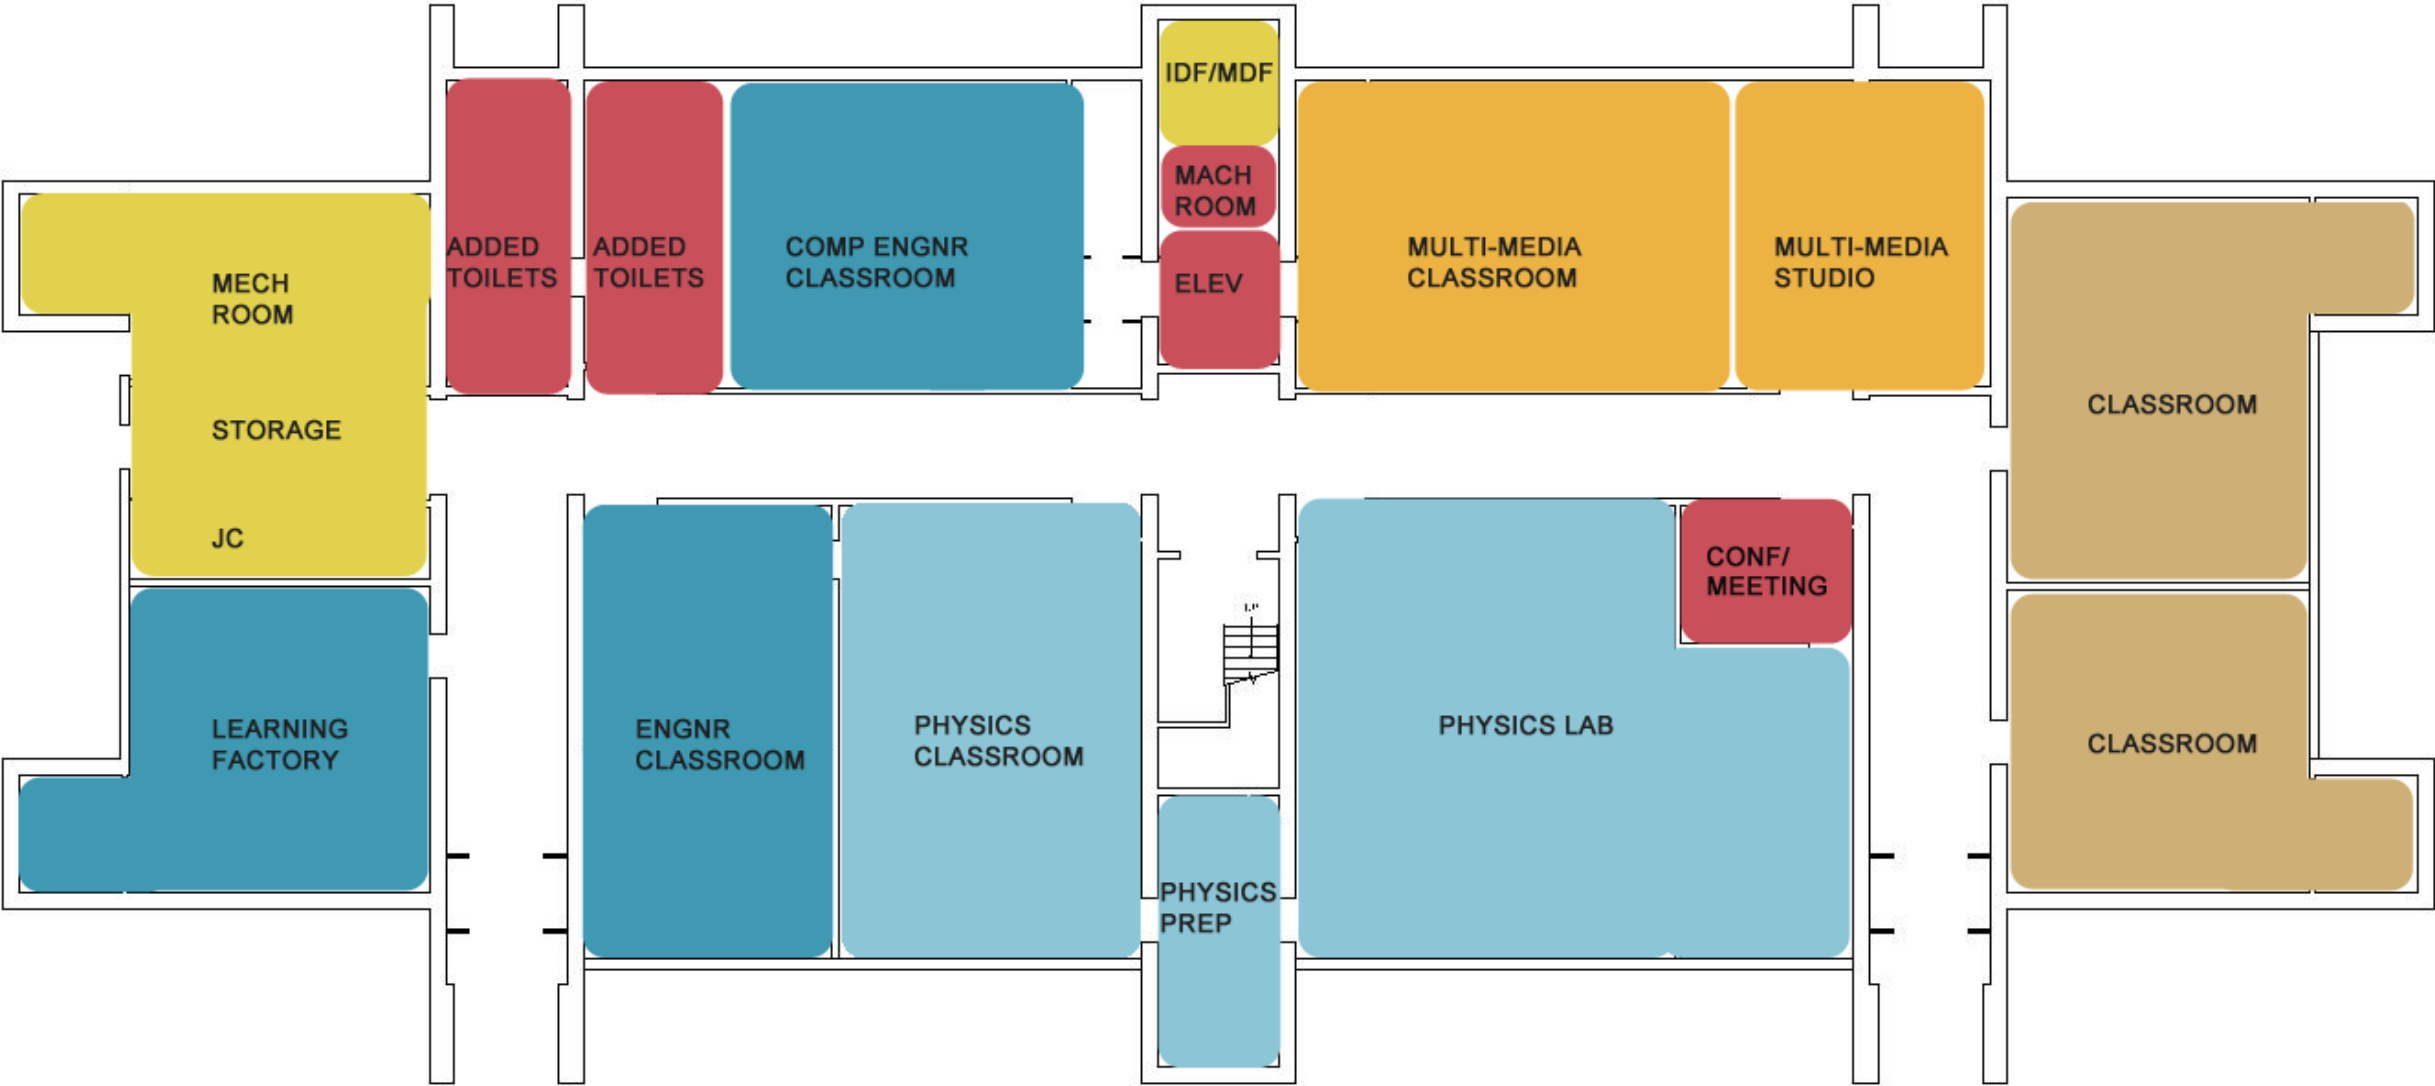 IDF/MDF
MACH
ROOM
ELEV
ADDED
TOILETS
ADDED
TOILETS
COMP ENGNR
CLASSROOM
MULTI-MEDIA
CLASSROOM
MULTI-MEDIA
STUDIO
MECH
ROOM
STORAGE
JC
CLASSROOM
CONF/
MEETING
LEARNING
FACTORY
ENGNR
CLASSROOM
PHYSICS
CLASSROOM
PHYSICS LAB
CLASSROOM
PHYSICS
PREP